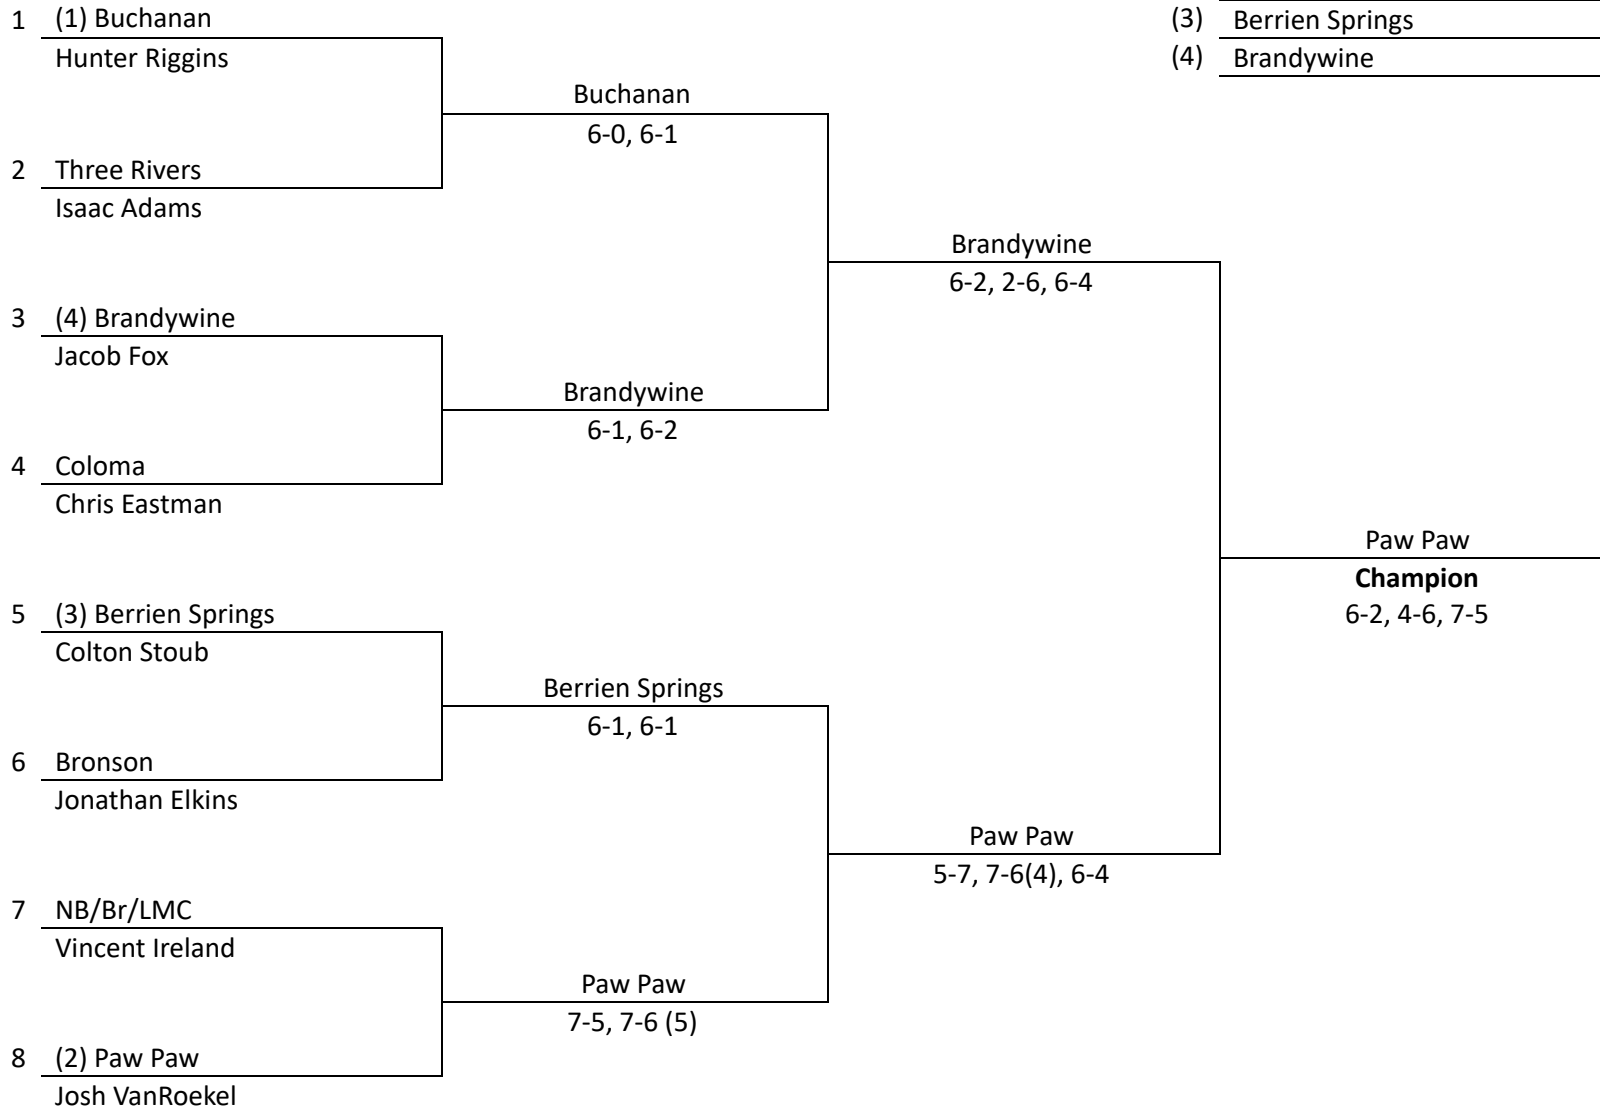 1 (1) Buchanan
Hunter Riggins
(3) Berrien Springs
(4) Brandywine
Buchanan
6-0, 6-1
2 Three Rivers
Isaac Adams
Brandywine
6-2, 2-6, 6-4
3 (4) Brandywine
Jacob Fox
Brandywine
6-1, 6-2
4 Coloma
Chris Eastman
Paw Paw
Champion
6-2, 4-6, 7-5
5 (3) Berrien Springs
Colton Stoub
Berrien Springs
6-1, 6-1
6 Bronson
Jonathan Elkins
Paw Paw
5-7, 7-6(4), 6-4
7 NB/Br/LMC
Vincent Ireland
Paw Paw
7-5, 7-6 (5)
8 (2) Paw Paw
Josh VanRoekel